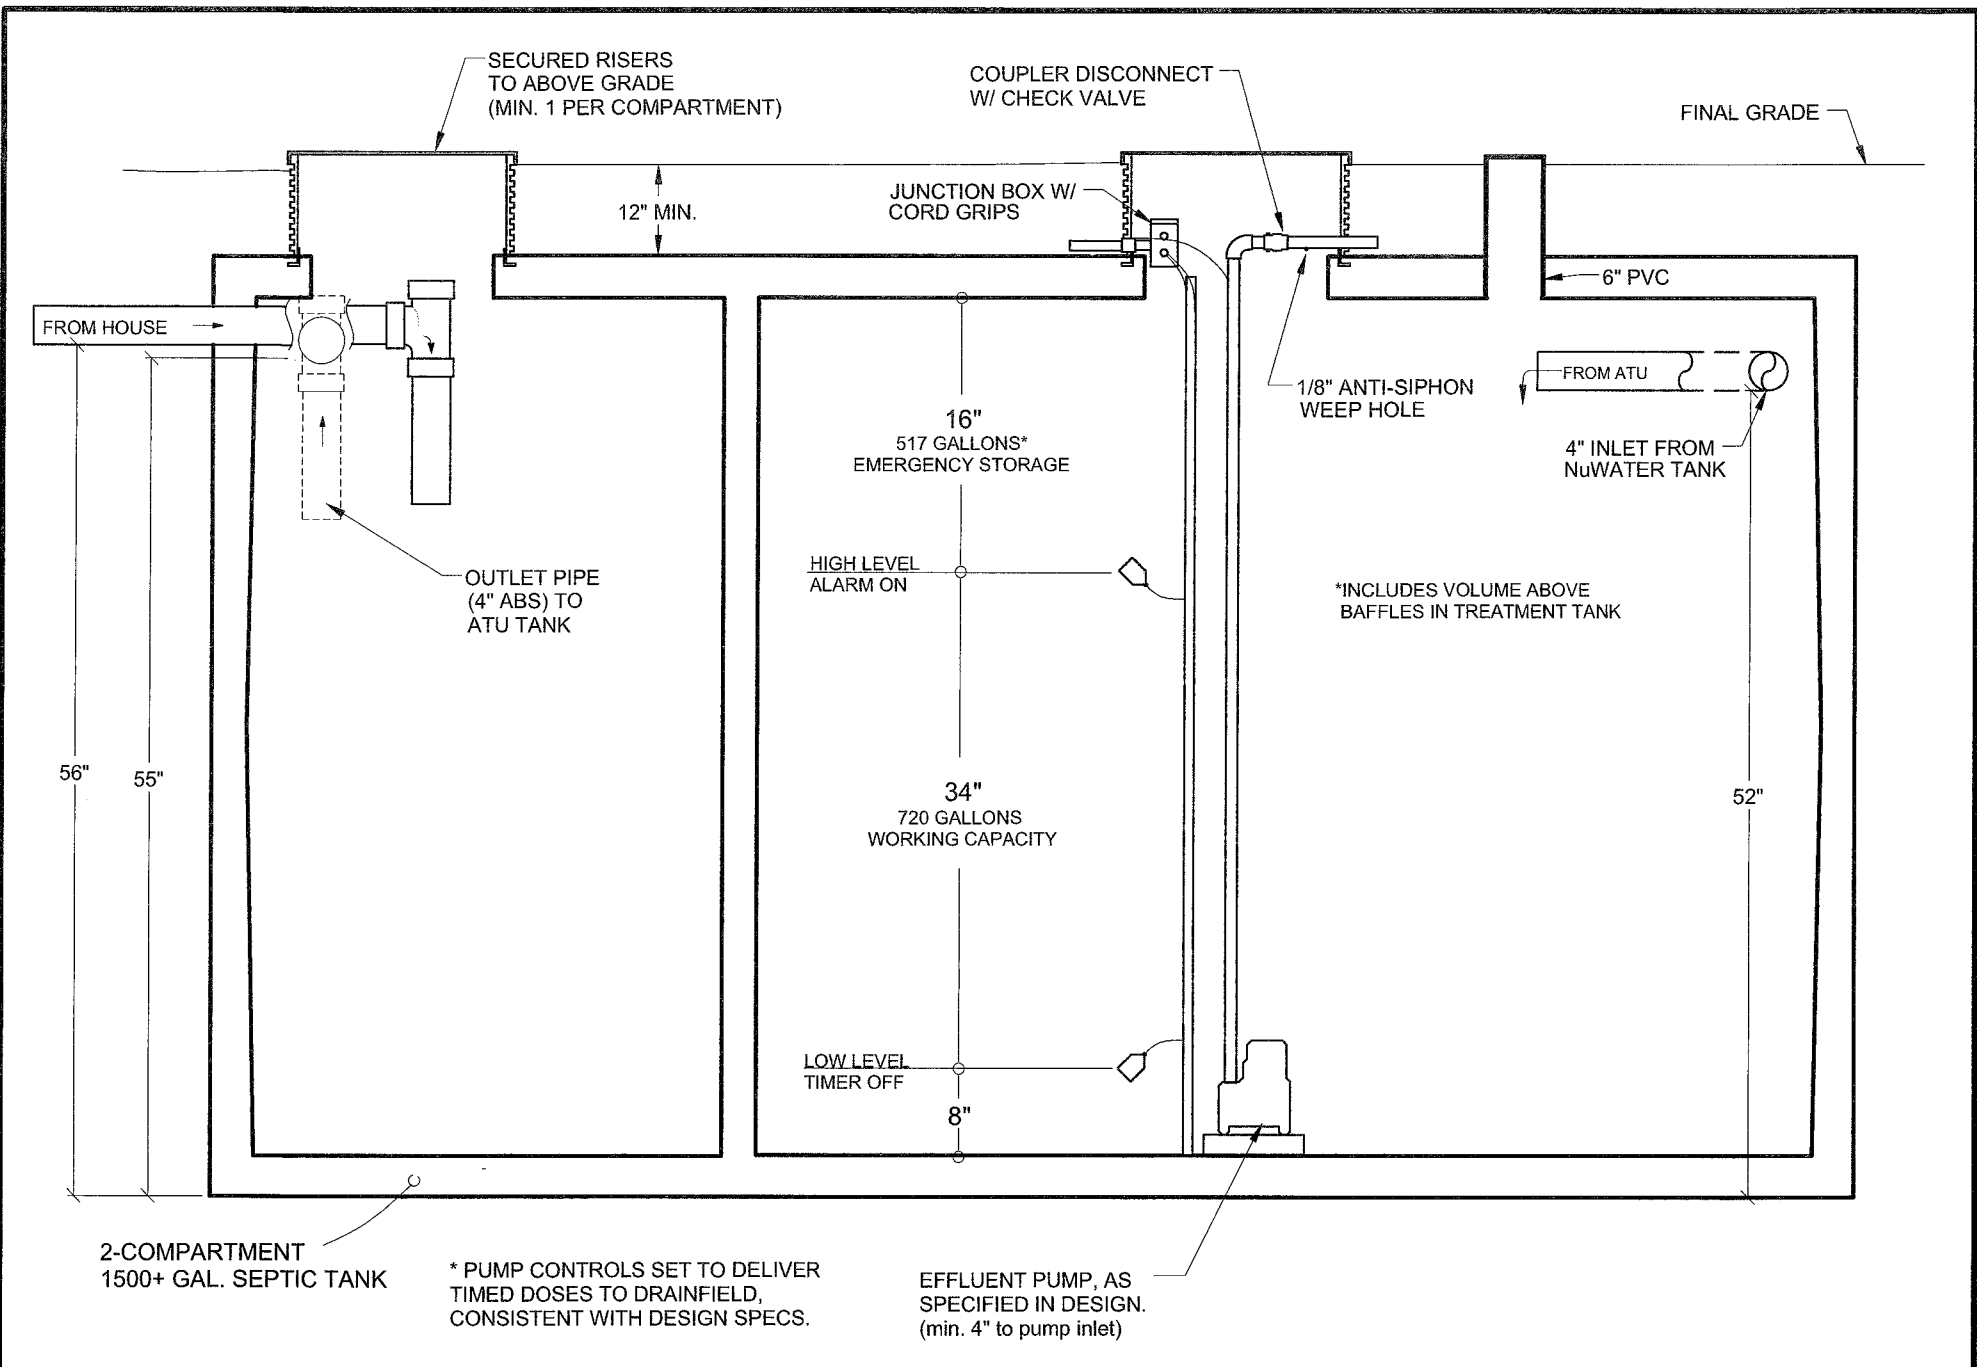 SECURED RISERS
TO ABOVE GRADE
(MIN. 1 PER COMPARTMENT)
COUPLER DISCONNECT
W/ CHECK VALVE
FINAL GRADE
12" MIN.
JUNCTION BOX W/
CORD GRIPS
6" PVC
FROM HOUSE
FROM ATU
1/8" ANTI-SIPHON
WEEP HOLE
16"
517 GALLONS*
EMERGENCY STORAGE
4" INLET FROM
NuWATER TANK
HIGH LEVEL
ALARM ON
OUTLET PIPE
(4" ABS) TO
ATU TANK
*INCLUDES VOLUME ABOVE
BAFFLES IN TREATMENT TANK
56"
55"
34"
720 GALLONS
WORKING CAPACITY
52"
LOW LEVEL
TIMER OFF
8"
2-COMPARTMENT
1500+ GAL. SEPTIC TANK
* PUMP CONTROLS SET TO DELIVER
TIMED DOSES TO DRAINFIELD,
CONSISTENT WITH DESIGN SPECS.
EFFLUENT PUMP, AS
SPECIFIED IN DESIGN.
(min. 4" to pump inlet)